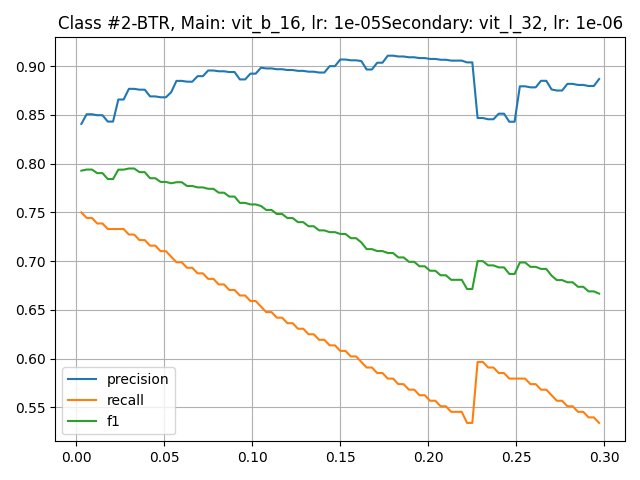 Class #2-BTR, Main: vit_b_16, lr: 1e-05Secondary: vit_l_32, lr: 1e-06
0.90
0.85
0.80
0.75
0.70
0.65
0.60
0.55
precision
recall
f1
0.00 0.05 0.10 0.15 0.20 0.25 0.30